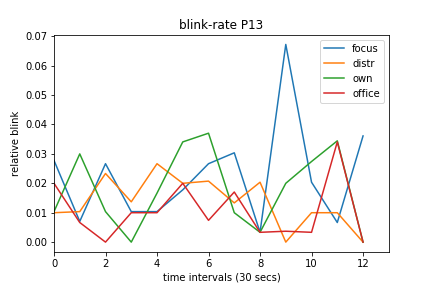 blink-rate P13
0.07
0.06
0.05
0.04
0.03
0.02
0.01
0.00
relative blink
focus
distr
own
office
0 2 4 6 8 10 12
time intervals (30 secs)